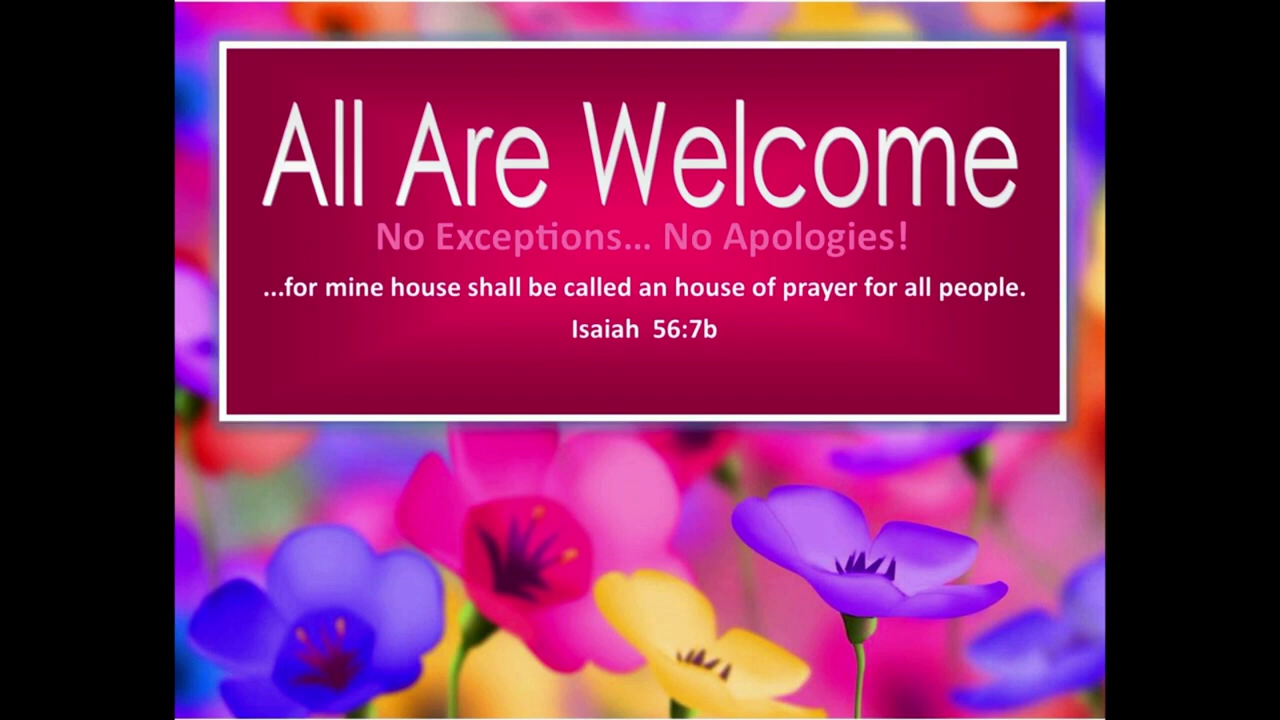 All Are Welcome
No Exceptions... No Apologies!
...for mine house shall be called an house of prayer for all people.
Isaiah  56:7b